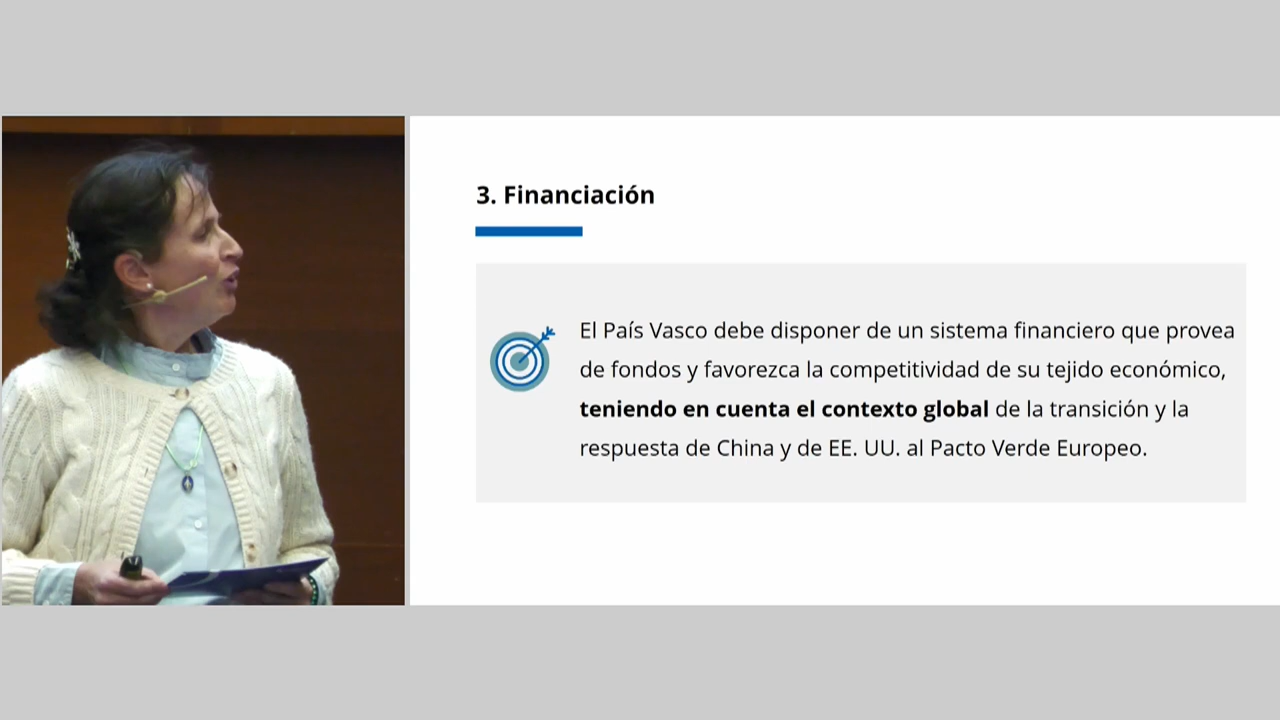 3. Financiación
El País Vasco debe disponer de un sistema financiero que provea
de fondos y favorezca la competitividad de su tejido económico,
teniendo en cuenta el contexto global de la transición y la
respuesta de China y de EE. UU. al Pacto Verde Europeo.